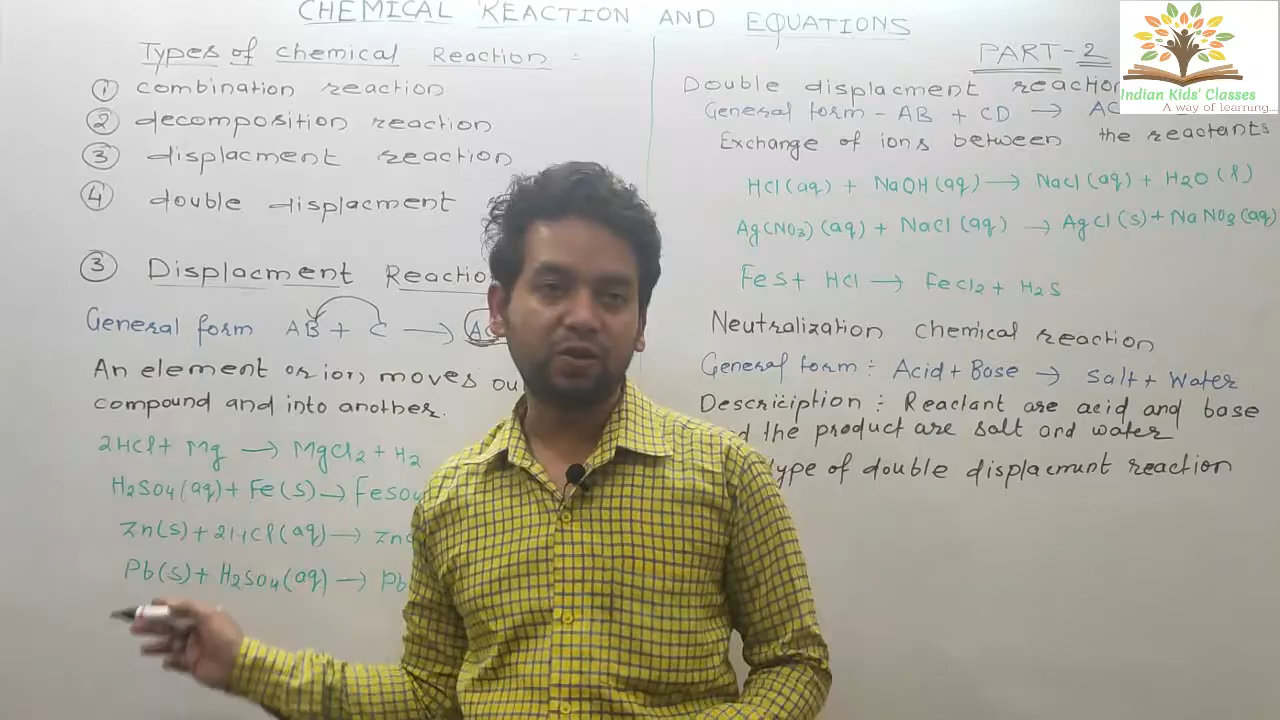 CHEMICAL REACTION AND EQUATIONS
Types of chemical Reaction :
① combination reaction
② decomposition reaction
③ displacment reaction
④ double displacment
③ Displacment Reactio
General form AB + C → AC
An element or ion moves ou
compound and into another.
2HCl + Mg → MgCl2 + H2
H2SO4(aq) + Fe(s) → FeSO4
Zn(s) + 2HCl(aq) → Znc
Pb(s) + H2SO4(aq) → Pb
PART-2
Double displacment reaction
General form - AB + CD → AC
Exchange of ions between the reactants
HCl(aq) + NaOH(aq) → NaCl(aq) + H2O(l)
Ag(NO3)(aq) + NaCl(aq) → AgCl(s) + NaNO3(aq)
FeS + HCl → FeCl2 + H2S
Neutralization chemical reaction
General form : Acid + Base → Salt + Water
Descriciption : Reactant are acid and base
d the product are salt and water
type of double displacmunt reaction
Indian Kids' Classes
A way of learning...